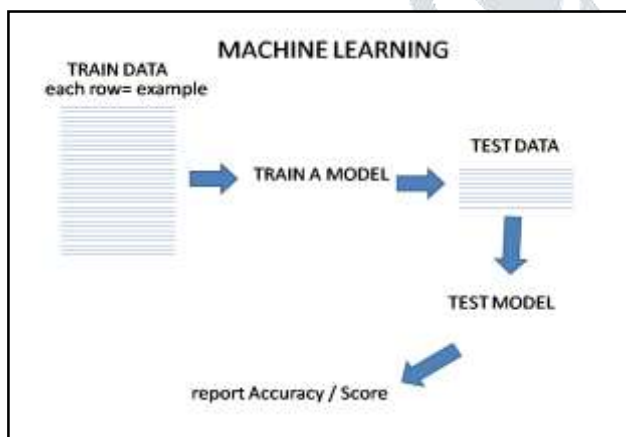 MACHINE LEARNING
TRAIN DATA
each row= example
TRAIN A MODEL
TEST DATA
TEST MODEL
report Accuracy / Score